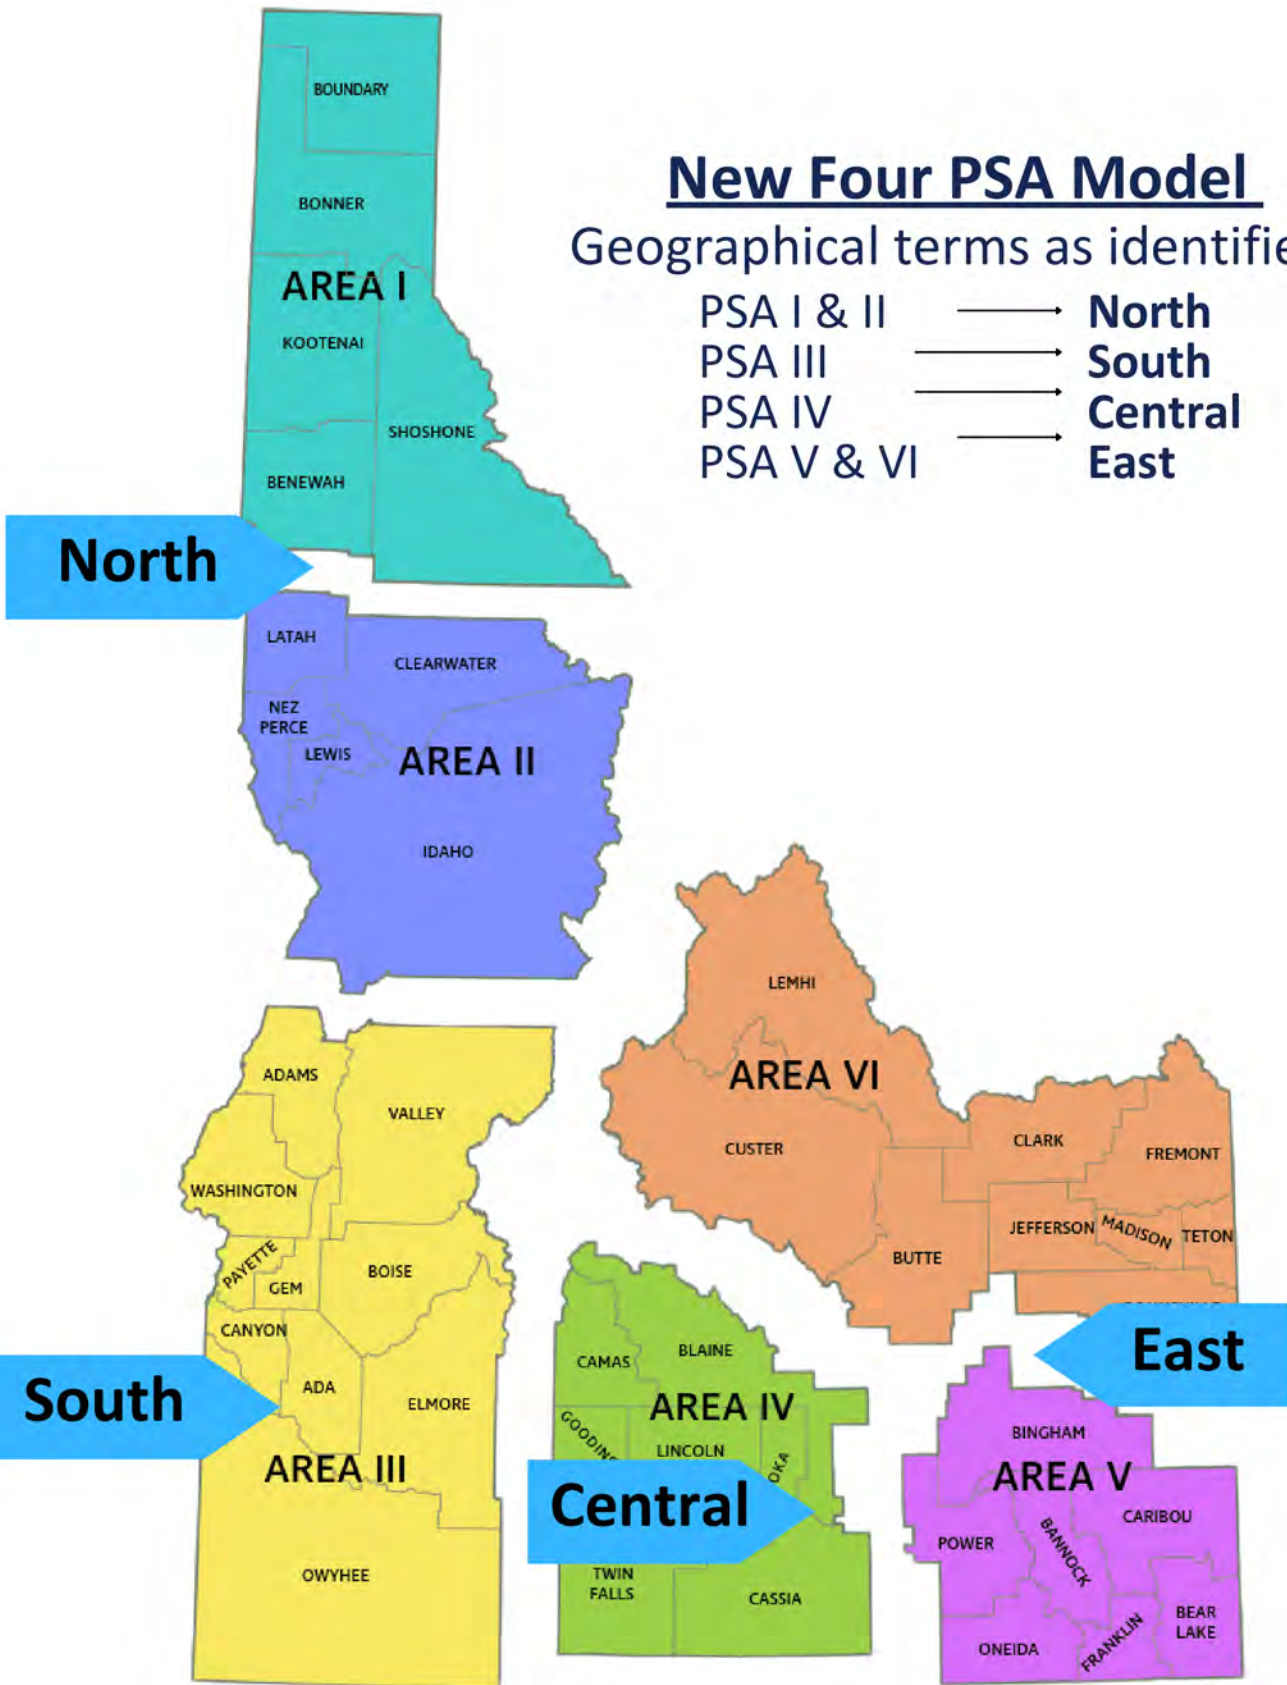 New Four PSA Model
Geographical terms as identifie
PSA I & II → North
PSA III → South
PSA IV → Central
PSA V & VI → East
BOUNDARY
BONNER
AREA I
KOOTENAI
SHOSHONE
BENEWAH
North
LATAH
CLEARWATER
NEZ
PERCE
LEWIS
AREA II
IDAHO
LEMHI
AREA VI
CUSTER
CLARK
FREMONT
JEFFERSON
MADISON
TETON
BUTTE
East
ADAMS
VALLEY
WASHINGTON
PAYETTE
GEM
BOISE
CANYON
ADA
ELMORE
South
AREA III
OWYHEE
CAMAS
BLAINE
AREA IV
GOODING
LINCOLN
OKA
Central
TWIN
FALLS
CASSIA
BINGHAM
AREA V
CARIBOU
POWER
BANNOCK
BEAR
LAKE
ONEIDA
FRANKLIN